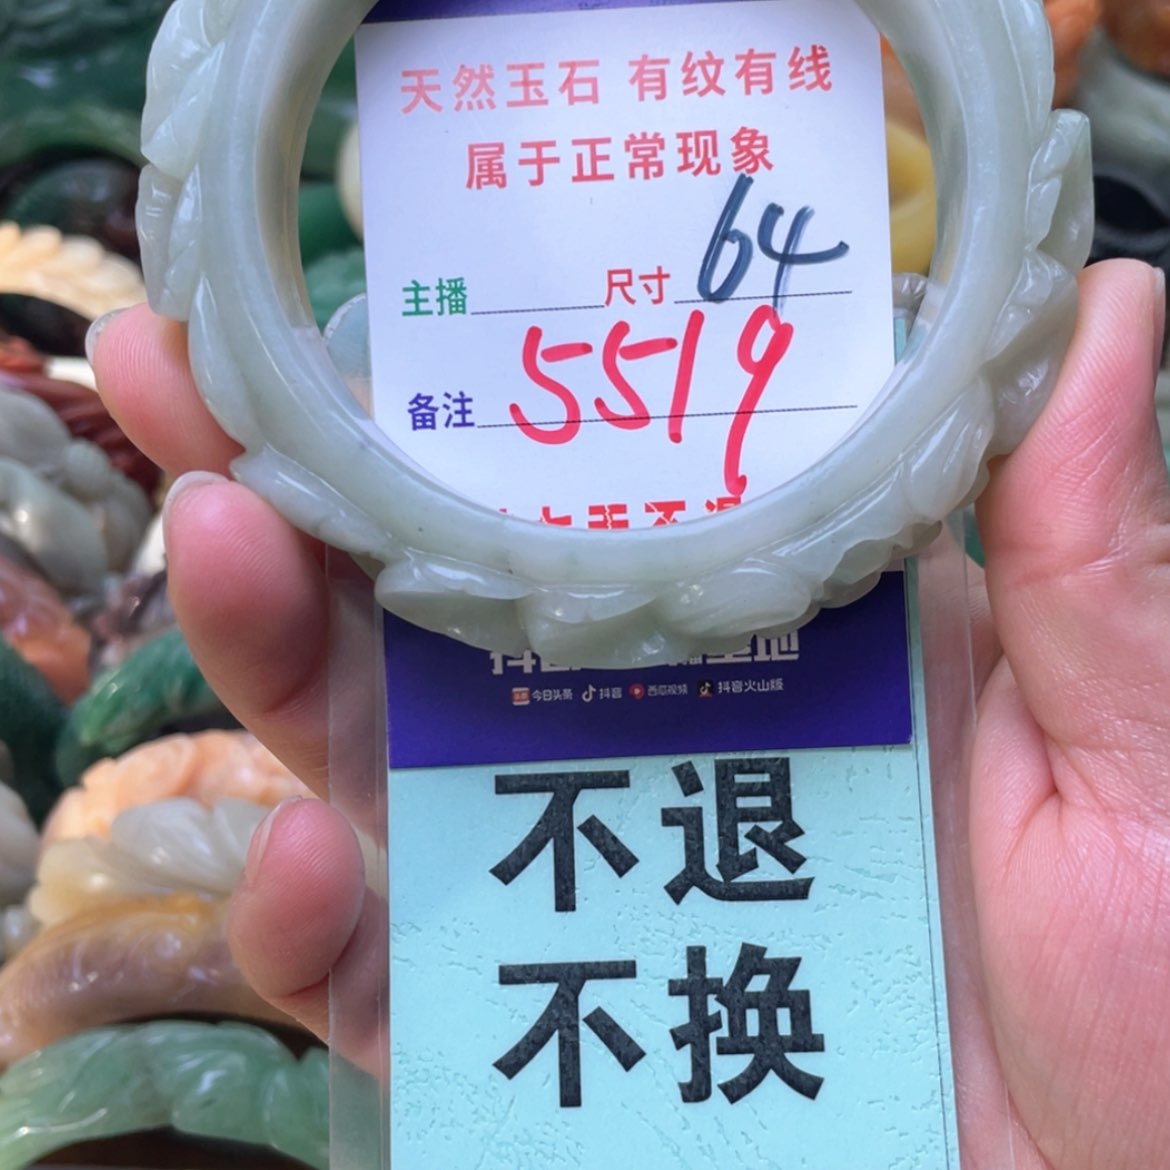 天然玉石 有纹有线
属于正常现象
主播 尺寸 64
备注 5519
不退
今日头条 抖音 西瓜视频 抖音火山版
不退
不换